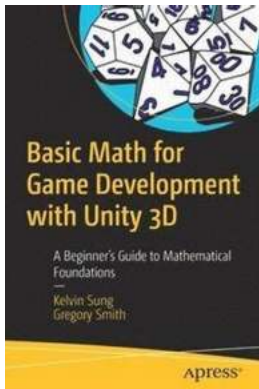 Basic Math for
Game Development
with Unity 3D
A Beginner's Guide to Mathematical
Foundations
—
Kelvin Sung
Gregory Smith
Apress®